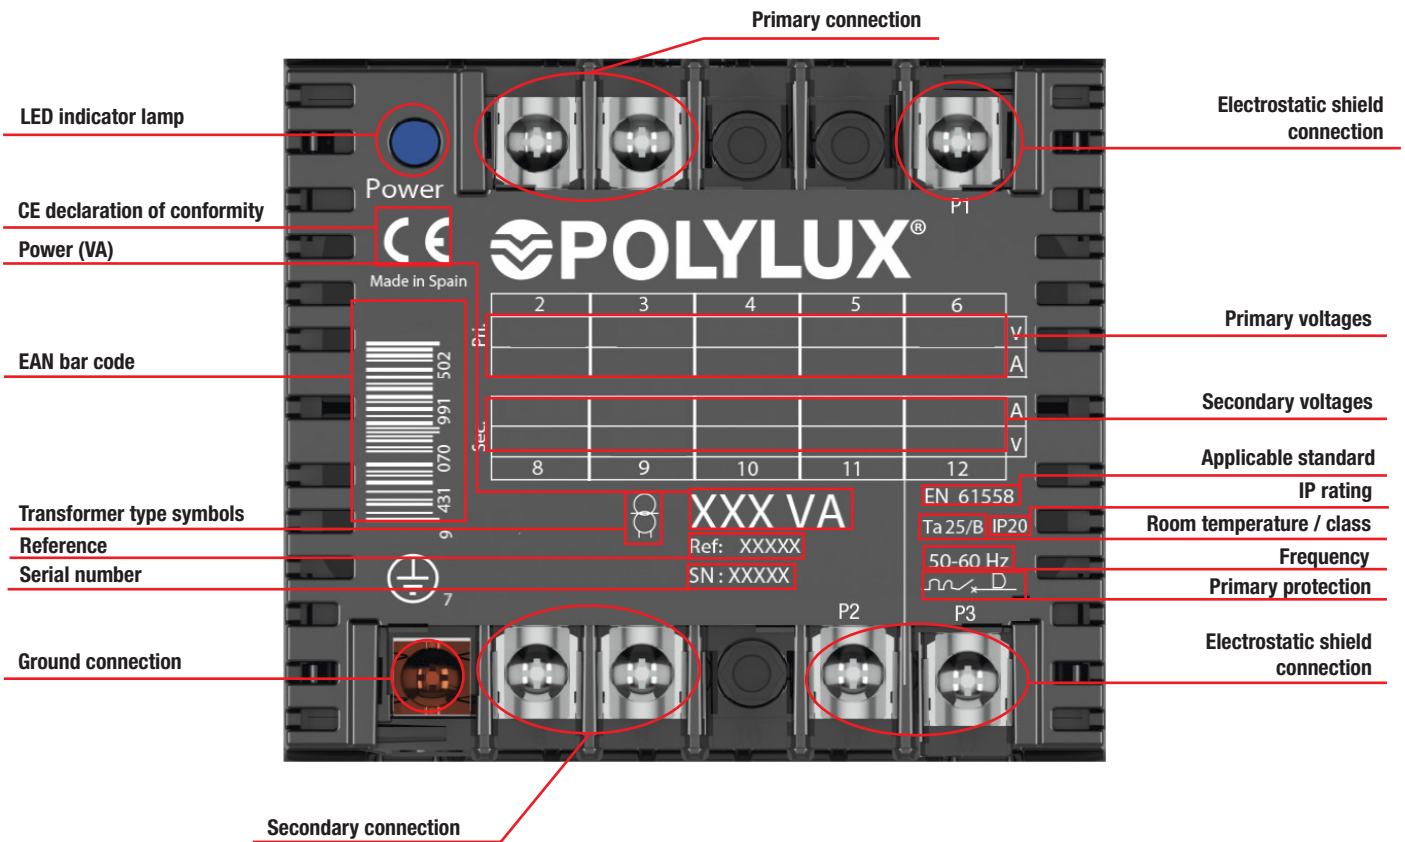 Primary connection
LED indicator lamp
Electrostatic shield
connection
Power
P1
CE declaration of conformity
CE
POLYLUX®
Power (VA)
Made in Spain
2 3 4 5 6
Pri.
V
Primary voltages
A
EAN bar code
9 431 070 991 502
Sec.
A
Secondary voltages
V
8 9 10 11 12
Applicable standard
EN 61558
IP rating
Transformer type symbols
XXX VA
Ta 25/B IP20
Room temperature / class
Reference
Ref: XXXXX
50-60 Hz
Frequency
Serial number
SN : XXXXX
D
Primary protection
7
P2 P3
Ground connection
Electrostatic shield
connection
Secondary connection